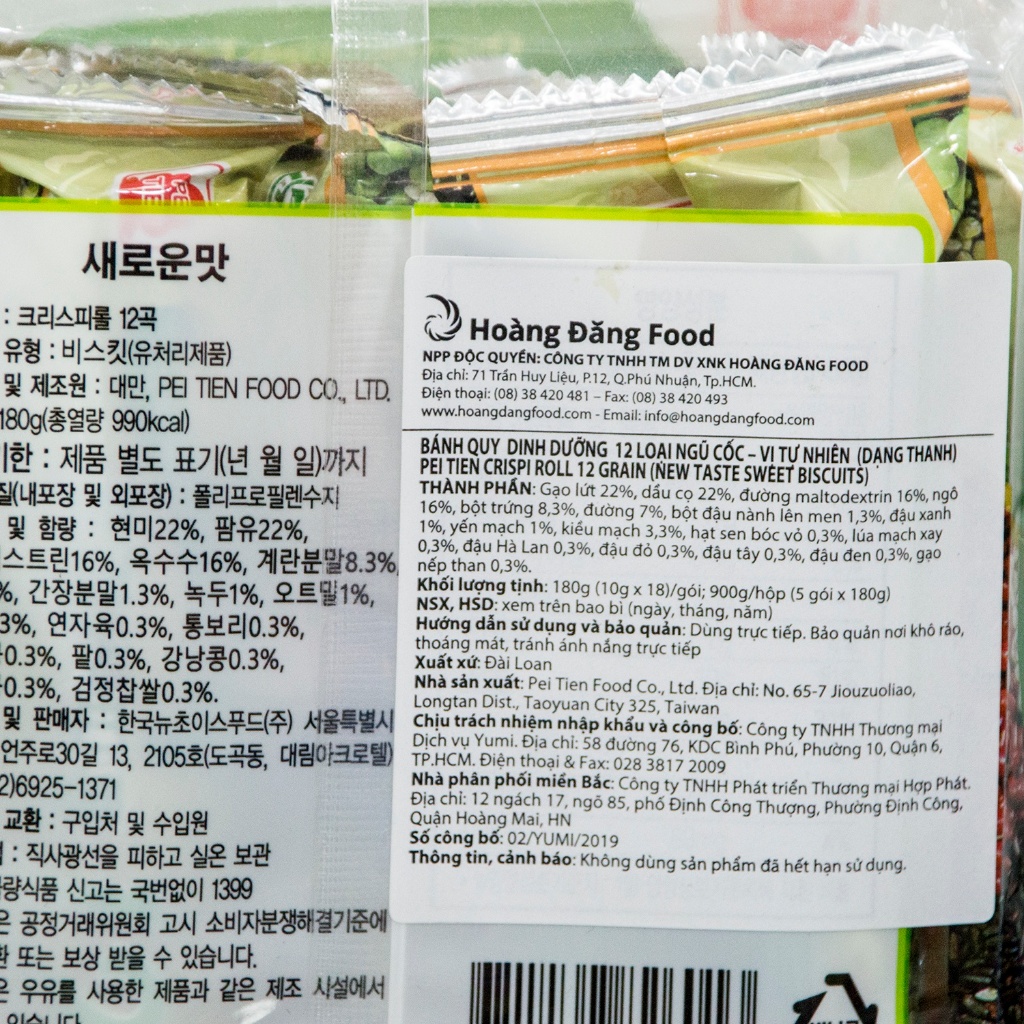 새로운맛
: 크리스피롤 12곡
유형 : 비스킷(유처리제품)
및 제조원 : 대만, PEI TIEN FOOD CO., LTD.
180g(총열량 990kcal)
기한 : 제품 별도 표기(년 월 일)까지
질(내포장 및 외포장) : 폴리프로필렌수지
및 함량 : 현미22%, 팜유22%,
스트린16%, 옥수수16%, 계란분말8.3%,
%, 간장분말1.3%, 녹두1%, 오트밀1%,
3%, 연자육0.3%, 통보리0.3%,
0.3%, 팥0.3%, 강낭콩0.3%,
0.3%, 검정찹쌀0.3%.
및 판매자 : 한국뉴초이스푸드(주) 서울특별시
언주로30길 13, 2105호(도곡동, 대림아크로텔)
2)6925-1371
교환 : 구입처 및 수입원
: 직사광선을 피하고 실온 보관
량식품 신고는 국번없이 1399
은 공정거래위원회 고시 소비자분쟁해결기준에
환 또는 보상 받을 수 있습니다.
은 우유를 사용한 제품과 같은 제조 시설에서
있습니다.
Hoàng Đăng Food
NPP ĐỘC QUYỀN: CÔNG TY TNHH TM DV XNK HOÀNG ĐĂNG FOOD
Địa chỉ: 71 Trần Huy Liệu, P.12, Q.Phú Nhuận, Tp.HCM.
Điện thoại: (08) 38 420 481 – Fax: (08) 38 420 493
www.hoangdangfood.com - Email: info@hoangdangfood.com
BÁNH QUY DINH DƯỠNG 12 LOẠI NGŨ CỐC – VỊ TỰ NHIÊN (DẠNG THANH)
PEI TIEN CRISPI ROLL 12 GRAIN (NEW TASTE SWEET BISCUITS)
THÀNH PHẦN: Gạo lứt 22%, dầu cọ 22%, đường maltodextrin 16%, ngô
16%, bột trứng 8,3%, đường 7%, bột đậu nành lên men 1,3%, đậu xanh
1%, yến mạch 1%, kiều mạch 3,3%, hạt sen bóc vỏ 0,3%, lúa mạch xay
0,3%, đậu Hà Lan 0,3%, đậu đỏ 0,3%, đậu tây 0,3%, đậu đen 0,3%, gạo
nếp than 0,3%.
Khối lượng tịnh: 180g (10g x 18)/gói; 900g/hộp (5 gói x 180g)
NSX, HSD: xem trên bao bì (ngày, tháng, năm)
Hướng dẫn sử dụng và bảo quản: Dùng trực tiếp. Bảo quản nơi khô ráo,
thoáng mát, tránh ánh nắng trực tiếp
Xuất xứ: Đài Loan
Nhà sản xuất: Pei Tien Food Co., Ltd. Địa chỉ: No. 65-7 Jiouzuoliao,
Longtan Dist., Taoyuan City 325, Taiwan
Chịu trách nhiệm nhập khẩu và công bố: Công ty TNHH Thương mại
Dịch vụ Yumi. Địa chỉ: 58 đường 76, KDC Bình Phú, Phường 10, Quận 6,
TP.HCM. Điện thoại & Fax: 028 3817 2009
Nhà phân phối miền Bắc: Công ty TNHH Phát triển Thương mại Hợp Phát.
Địa chỉ: 12 ngách 17, ngõ 85, phố Định Công Thượng, Phường Định Công,
Quận Hoàng Mai, HN
Số công bố: 02/YUMI/2019
Thông tin, cảnh báo: Không dùng sản phẩm đã hết hạn sử dụng.